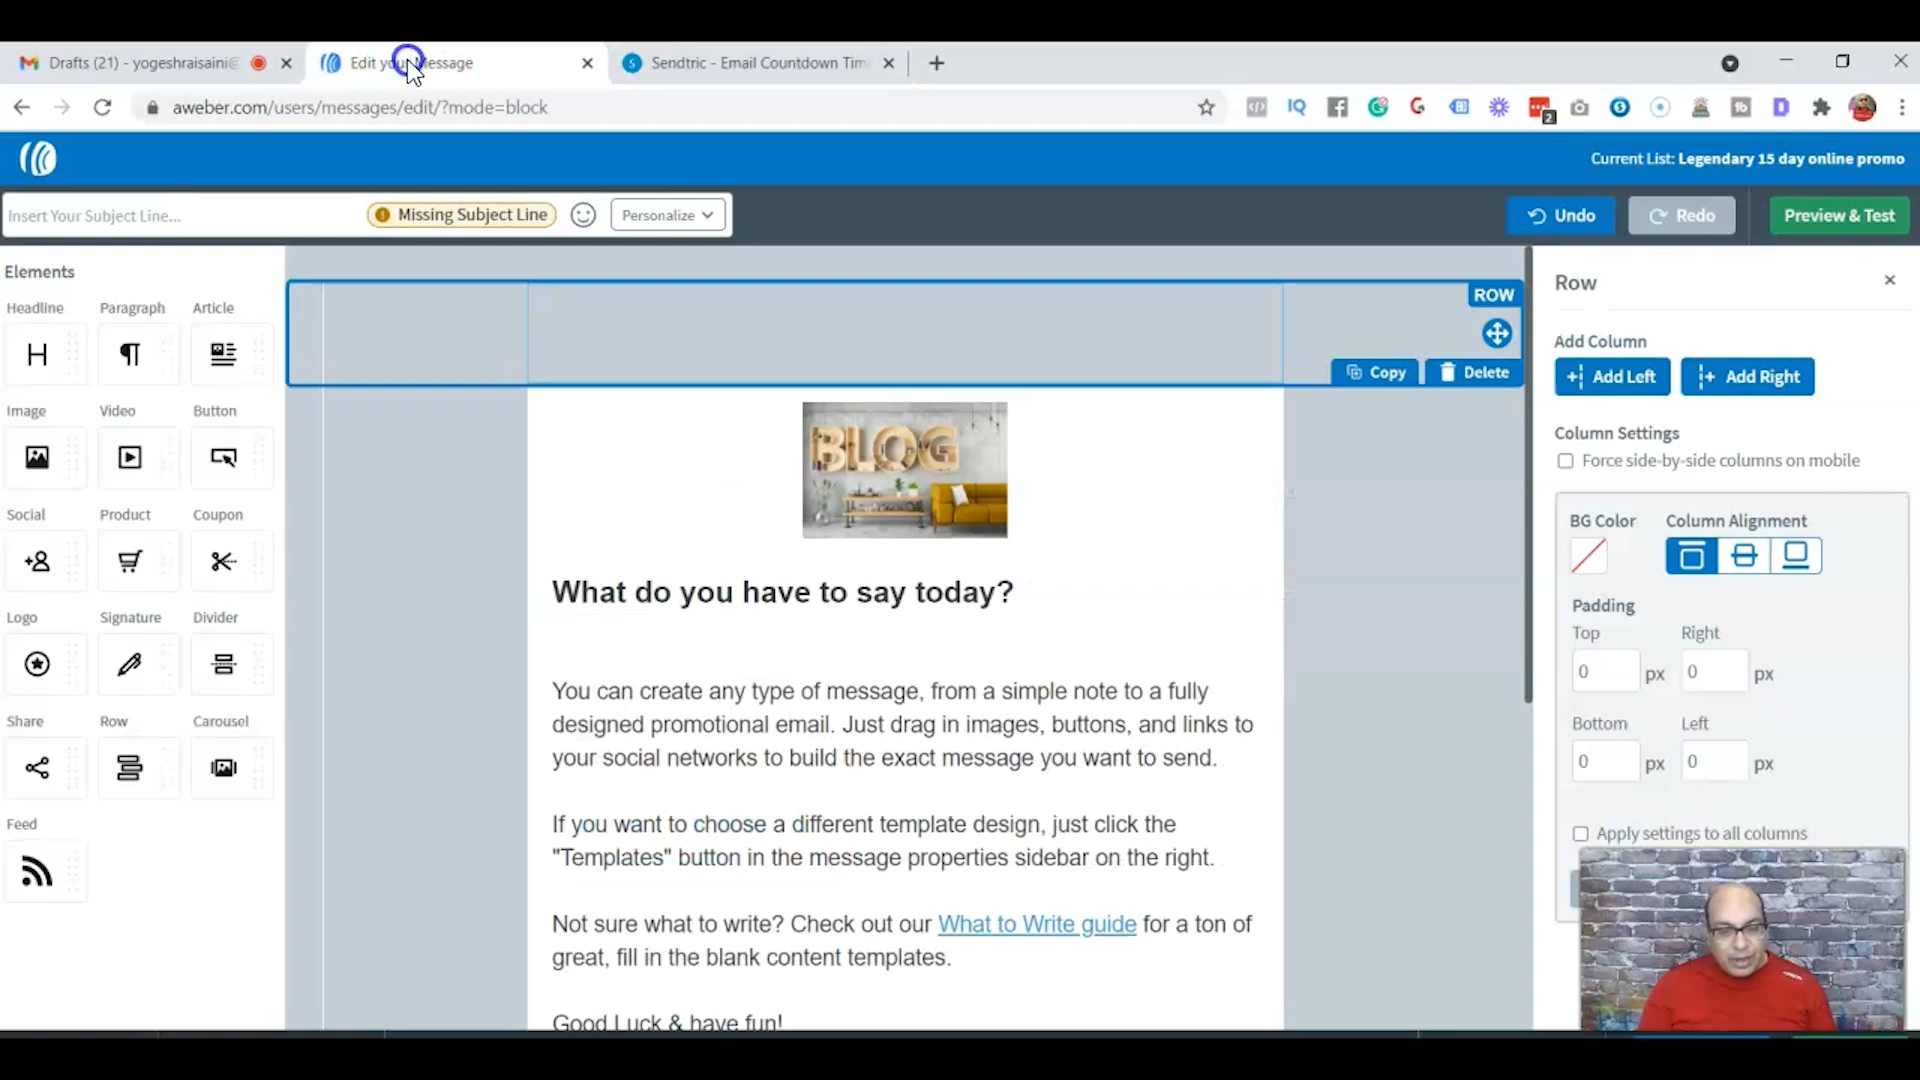 Drafts (21) - yogeshraisaini@
Edit your Message
Sendtric - Email Countdown Tim
aweber.com/users/messages/edit/?mode=block
2
Current List: Legendary 15 day online promo
Insert Your Subject Line...
Missing Subject Line
Personalize
Undo
Redo
Preview & Test
Elements
Headline
Paragraph
Article
Image
Video
Button
Social
Product
Coupon
Logo
Signature
Divider
Share
Row
Carousel
Feed
ROW
Copy
Delete
BLOG
What do you have to say today?
You can create any type of message, from a simple note to a fully
designed promotional email. Just drag in images, buttons, and links to
your social networks to build the exact message you want to send.
If you want to choose a different template design, just click the
"Templates" button in the message properties sidebar on the right.
Not sure what to write? Check out our What to Write guide for a ton of
great, fill in the blank content templates.
Good Luck & have fun!
Row
Add Column
Add Left
Add Right
Column Settings
Force side-by-side columns on mobile
BG Color
Column Alignment
Padding
Top
Right
0 px
0 px
Bottom
Left
0 px
0 px
Apply settings to all columns